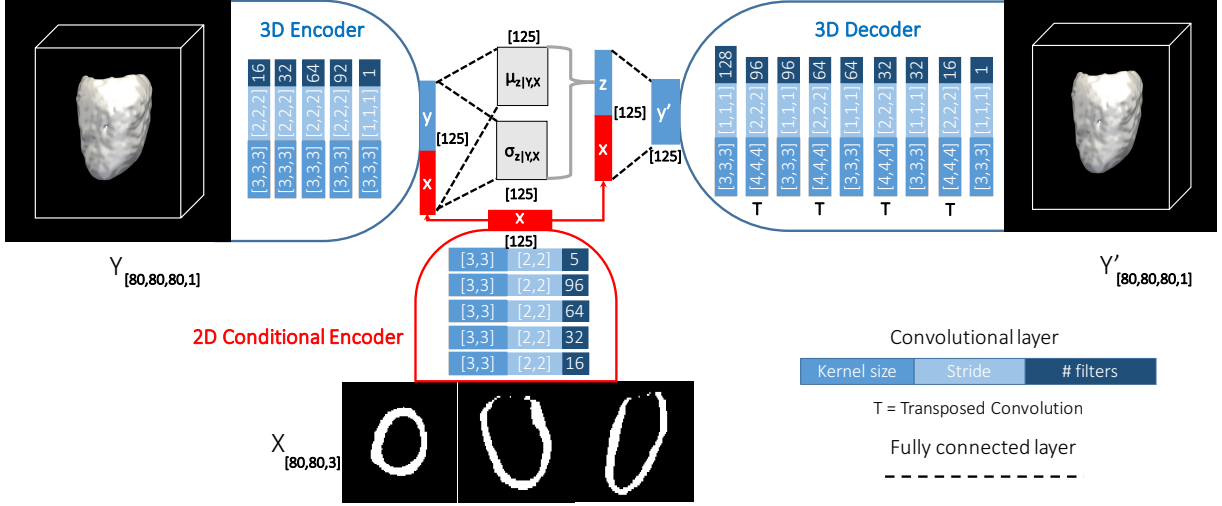 3D Encoder
16 32 64 92 1
[2,2,2] [2,2,2] [2,2,2] [2,2,2] [1,1,1]
[3,3,3] [3,3,3] [3,3,3] [3,3,3] [3,3,3]
Y[80,80,80,1]
y
x
[125]
[125]
μz|Y,X
σz|Y,X
[125]
z
x
[125]
y’
[125]
3D Decoder
128 96 96 64 64 32 32 16 1
[1,1,1] [2,2,2] [1,1,1] [2,2,2] [1,1,1] [2,2,2] [1,1,1] [2,2,2] [1,1,1]
[3,3,3] [4,4,4] [3,3,3] [4,4,4] [3,3,3] [4,4,4] [3,3,3] [4,4,4] [3,3,3]
T T T T
Y’[80,80,80,1]
x
[125]
[3,3] [2,2] 5
[3,3] [2,2] 96
[3,3] [2,2] 64
[3,3] [2,2] 32
[3,3] [2,2] 16
2D Conditional Encoder
X[80,80,3]
Convolutional layer
Kernel size Stride # filters
T = Transposed Convolution
Fully connected layer